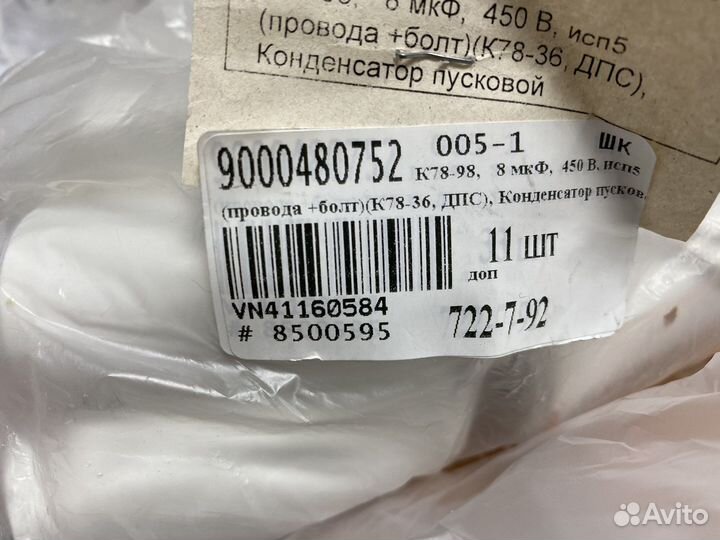 8 мкФ, 450 В, исп5
(провода +болт)(К78-36, ДПС),
Конденсатор пусковой
9000480752 005-1 ШК
К78-98, 8 мкФ, 450 В, исп5
(провода +болт)(К78-36, ДПС), Конденсатор пусков
11 шт
доп
VN41160584
# 8500595 722-7-92
Avito